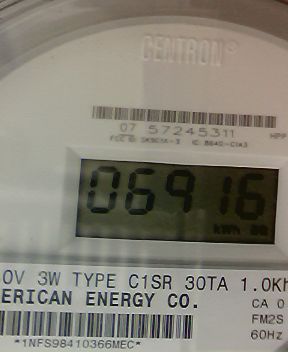 CENTRON®
07 57245311
06916
kWh
0V 3W TYPE C1SR 30TA 1.0Kh
ERICAN ENERGY CO.
CA 0
FM2S
60Hz
*1NFS98410366MEC*